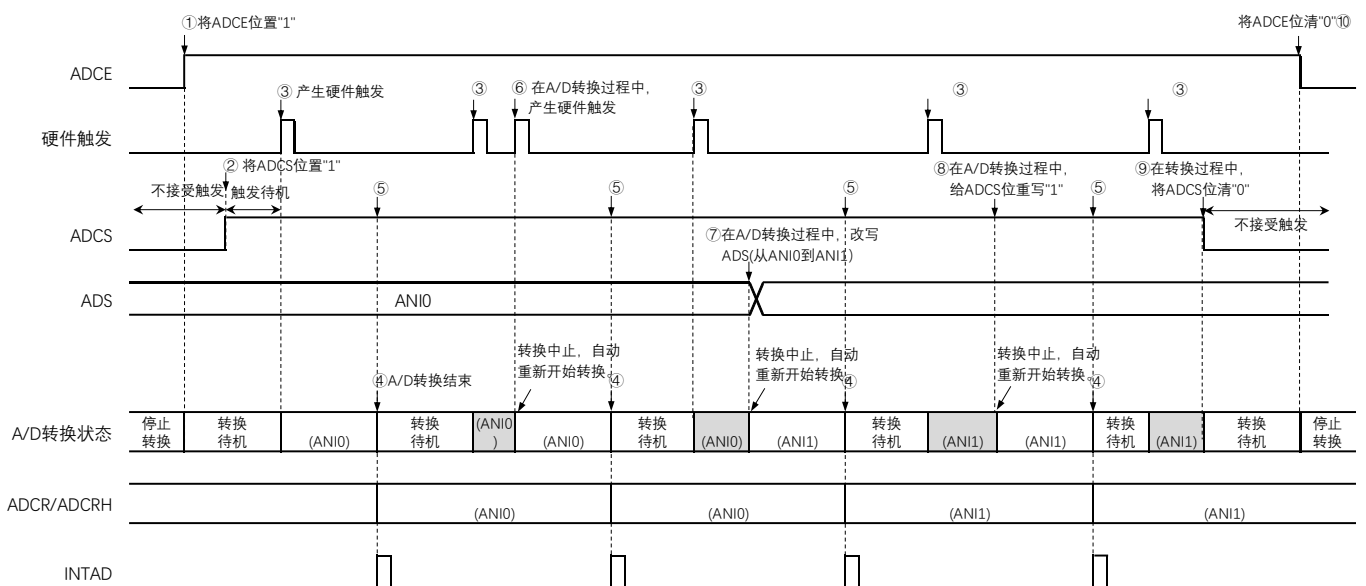 ①将ADCE位置"1"
将ADCE位清"0"⑩
ADCE
③ 产生硬件触发
③
⑥ 在A/D转换过程中,
产生硬件触发
③
③
③
硬件触发
② 将ADCS位置"1"
⑧在A/D转换过程中,
给ADCS位重写"1"
⑨在转换过程中,
将ADCS位清"0"
不接受触发
触发待机
⑤
⑤
⑤
⑤
不接受触发
ADCS
⑦在A/D转换过程中，改写
ADS(从ANI0到ANI1)
ADS
ANI0
④A/D转换结束
转换中止，自动
重新开始转换。
④
转换中止，自动
重新开始转换。
④
转换中止，自动
重新开始转换。
④
A/D转换状态
停止
转换
转换
待机
(ANI0)
转换
待机
(ANI0
)
(ANI0)
转换
待机
(ANI0)
(ANI1)
转换
待机
(ANI1)
(ANI1)
转换
待机
(ANI1)
转换
待机
停止
转换
ADCR/ADCRH
(ANI0)
(ANI0)
(ANI1)
(ANI1)
INTAD